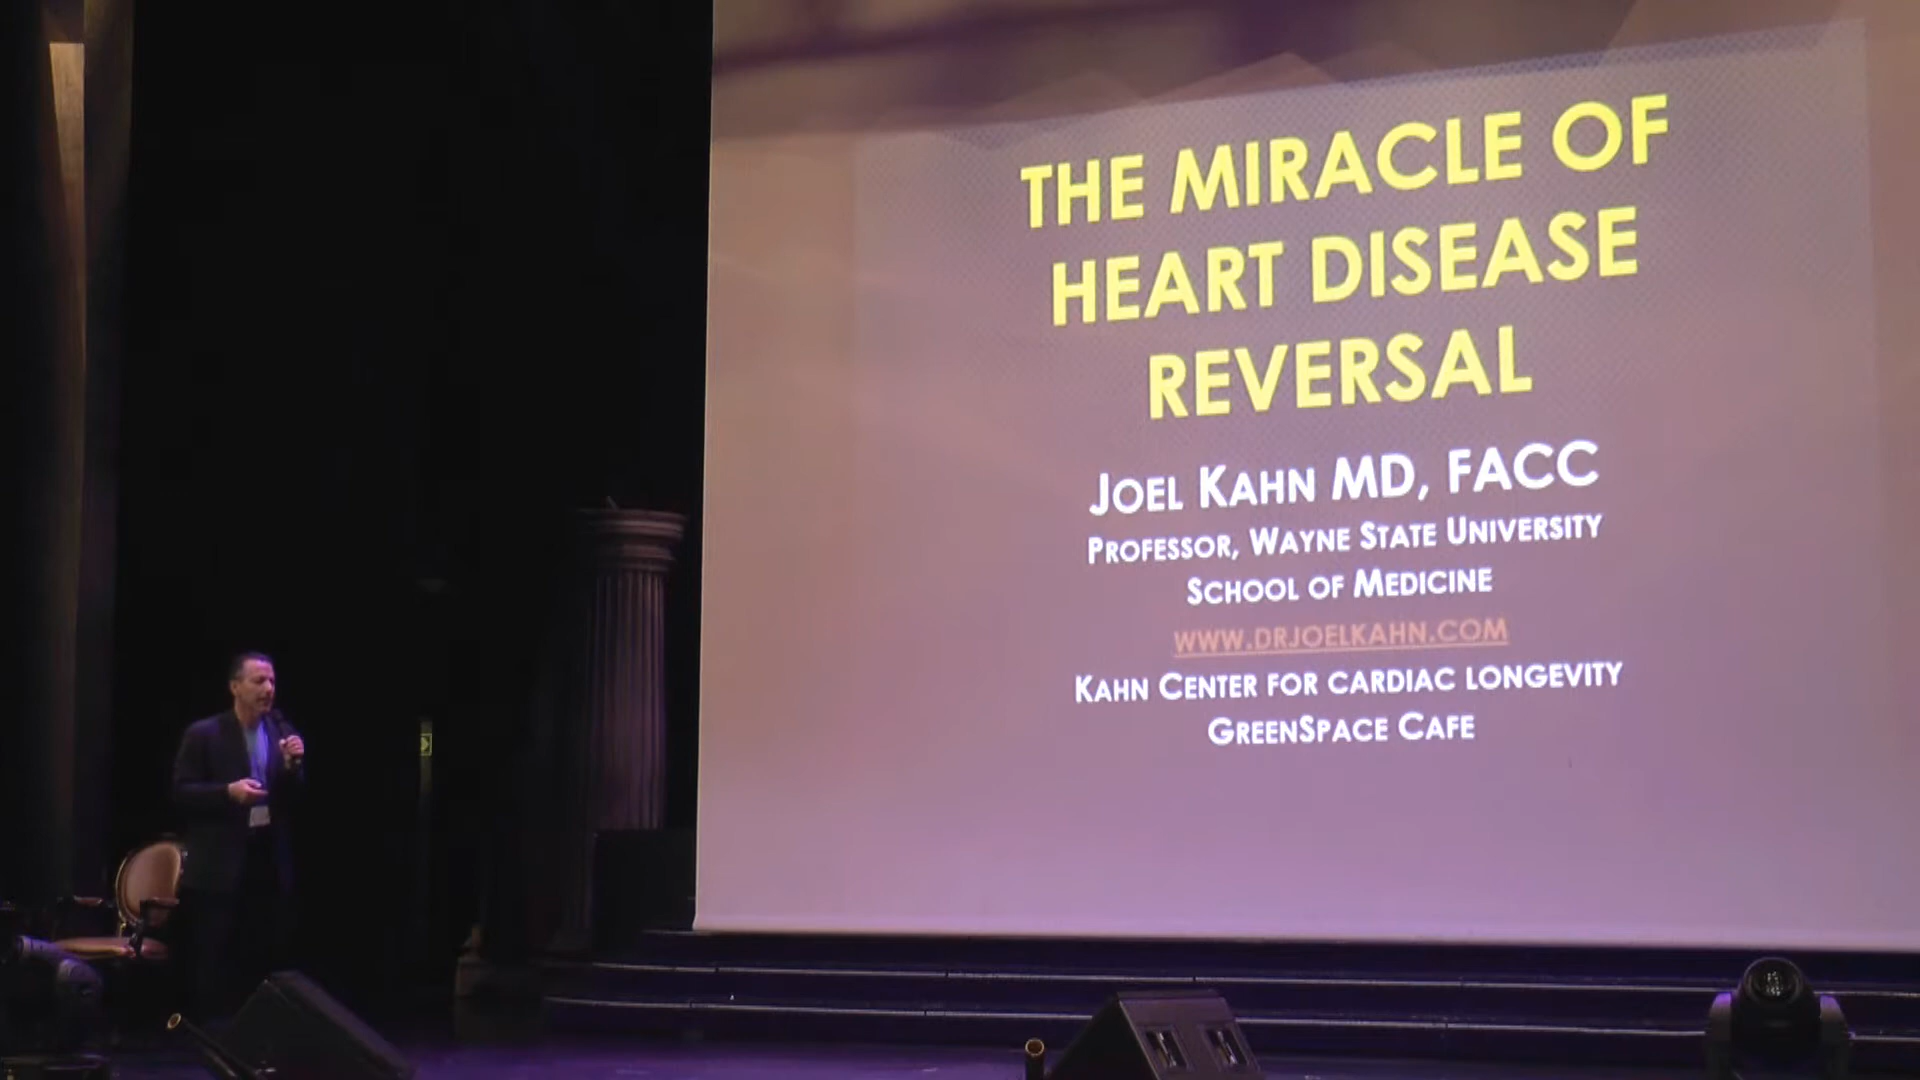 THE MIRACLE OF
HEART DISEASE
REVERSAL
JOEL KAHN MD, FACC
PROFESSOR, WAYNE STATE UNIVERSITY
SCHOOL OF MEDICINE
WWW.DRJOELKAHN.COM
KAHN CENTER FOR CARDIAC LONGEVITY
GREENSPACE CAFE